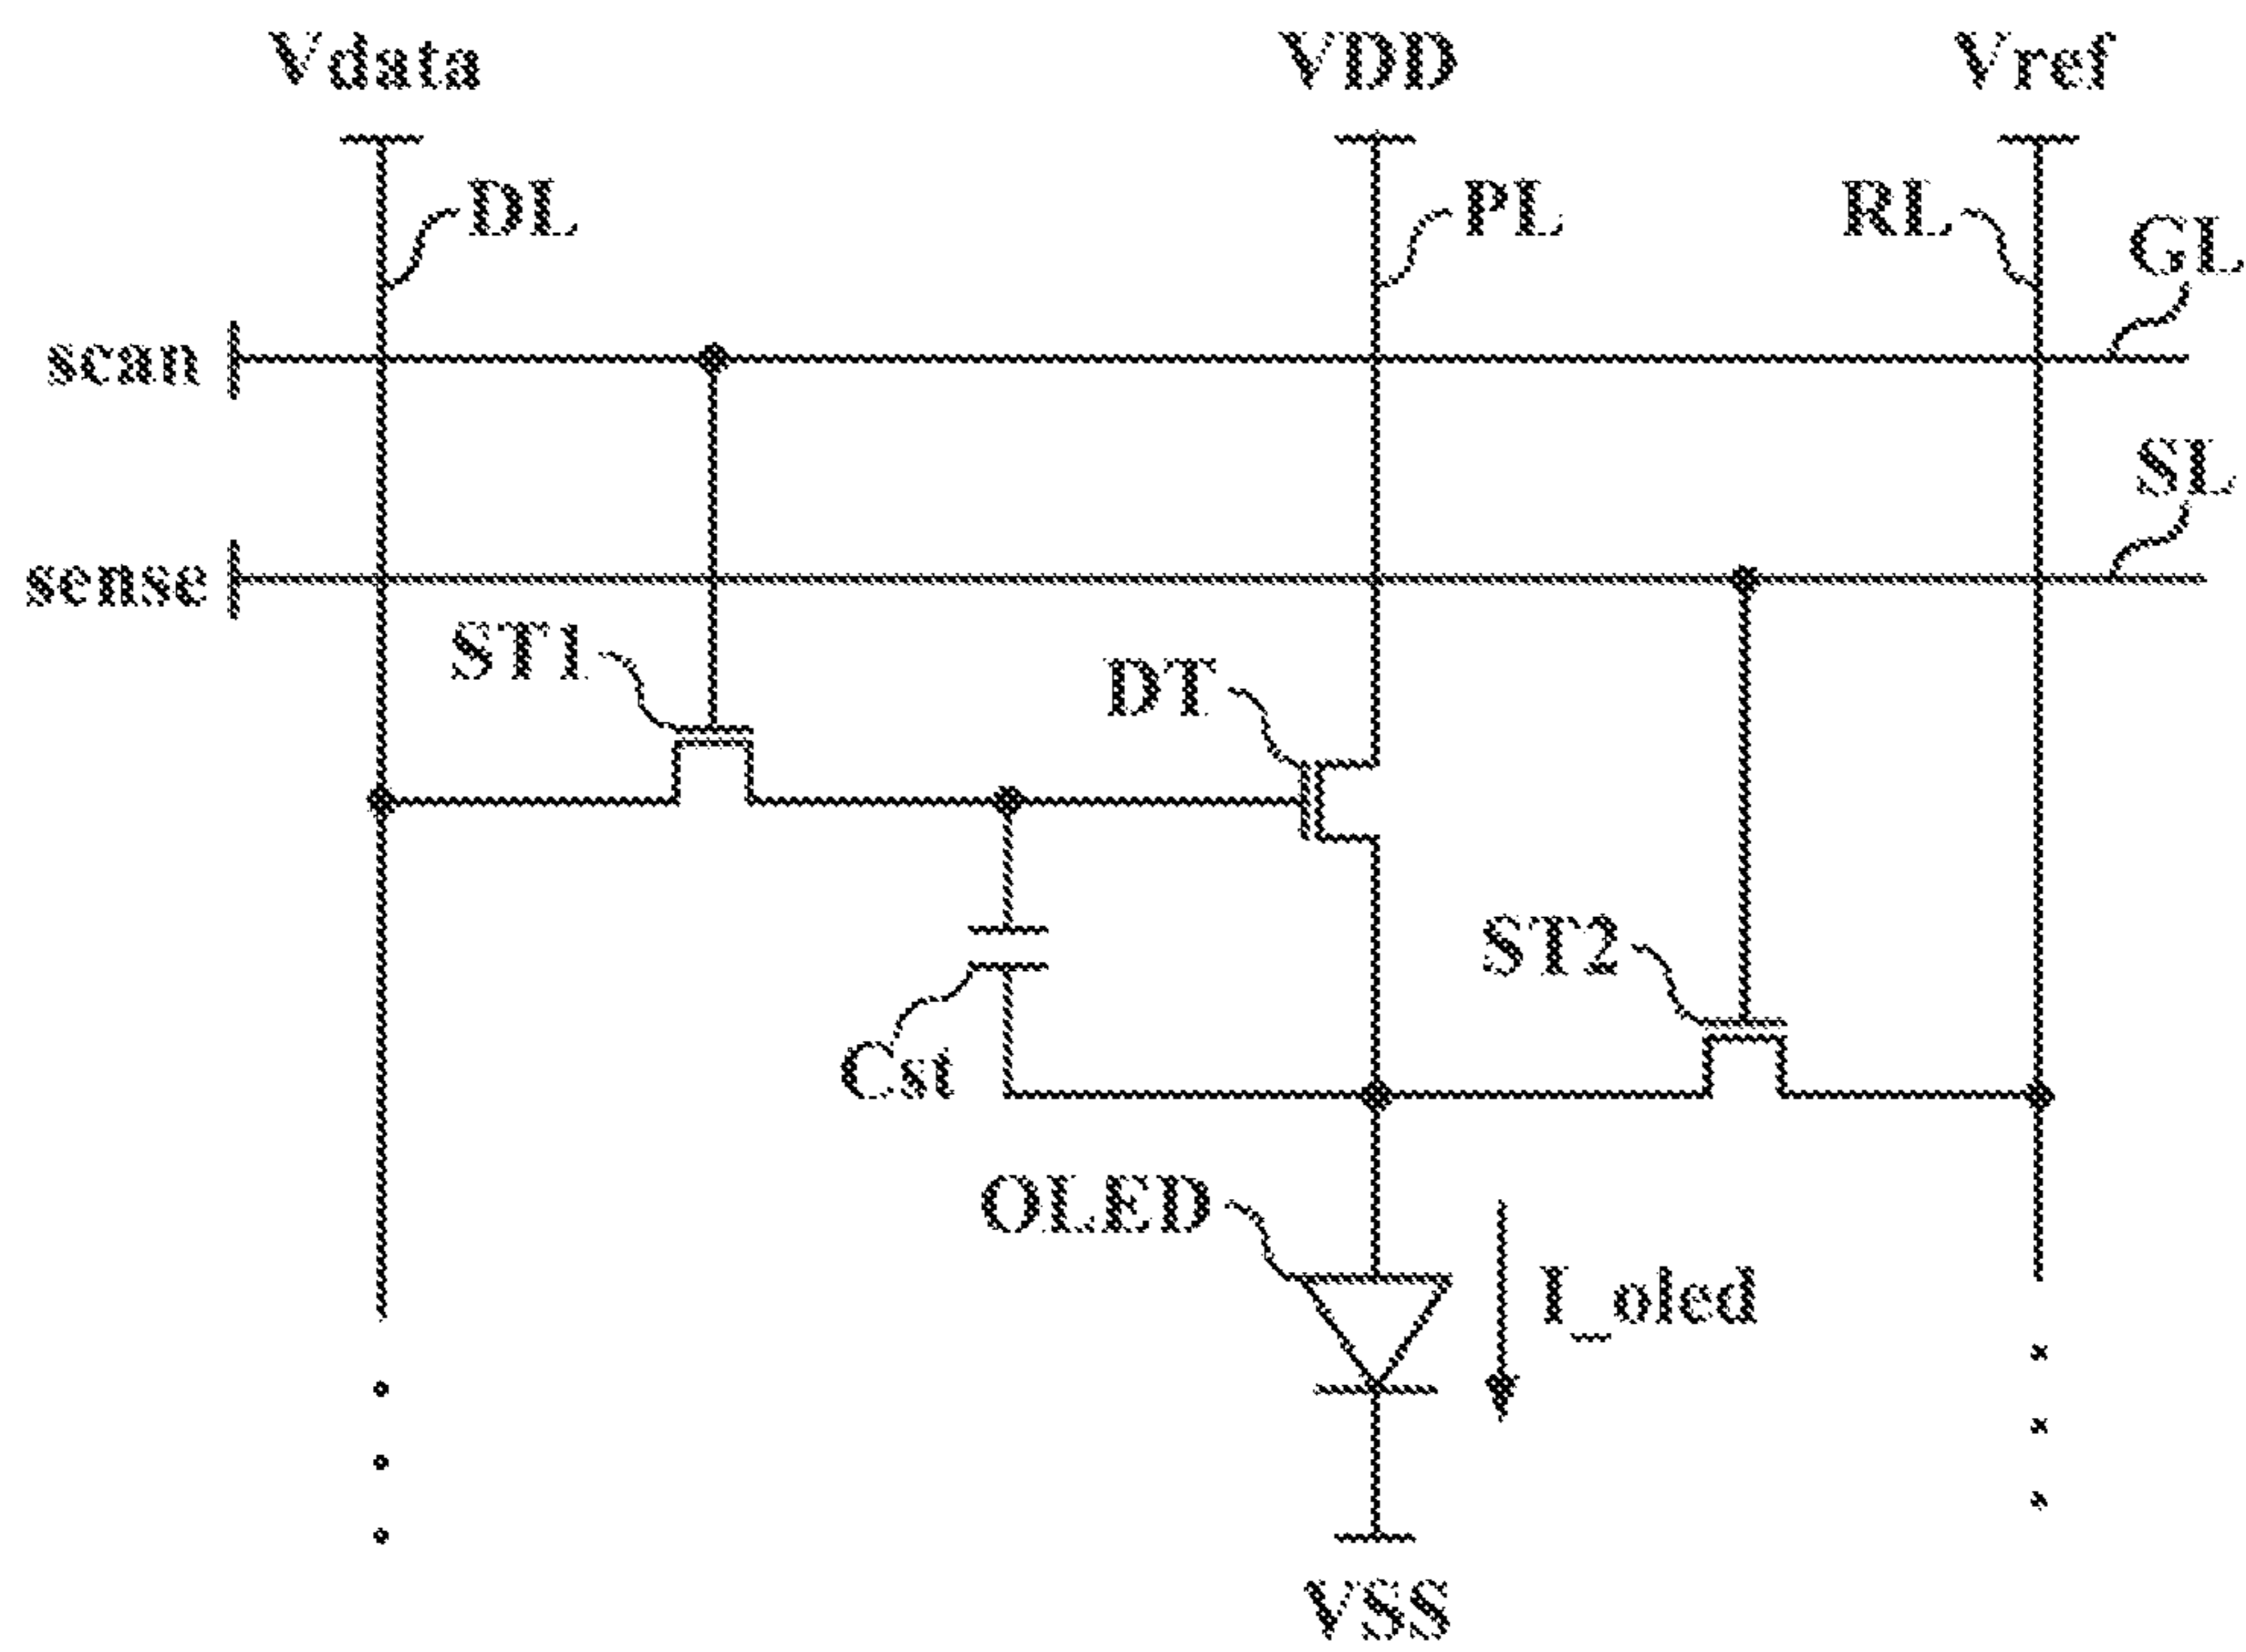 Vdata
VDD
Vref
DL
PL
RL
GL
scan
SL
sense
ST1
DT
ST2
Cst
OLED
I_oled
VSS